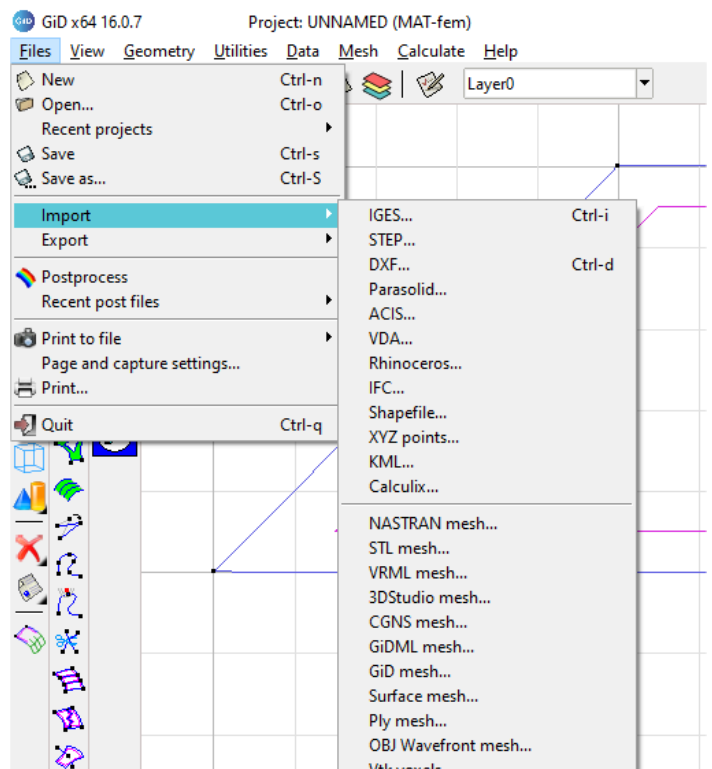 GiD x64 16.0.7 Project: UNNAMED (MAT-fem)
Files View Geometry Utilities Data Mesh Calculate Help
New Ctrl-n
Open... Ctrl-o
Recent projects
Save Ctrl-s
Save as... Ctrl-S
Import
Export
Postprocess
Recent post files
Print to file
Page and capture settings...
Print...
Quit Ctrl-q
Layer0
IGES... Ctrl-i
STEP...
DXF... Ctrl-d
Parasolid...
ACIS...
VDA...
Rhinoceros...
IFC...
Shapefile...
XYZ points...
KML...
Calculix...
NASTRAN mesh...
STL mesh...
VRML mesh...
3DStudio mesh...
CGNS mesh...
GiDML mesh...
GiD mesh...
Surface mesh...
Ply mesh...
OBJ Wavefront mesh...